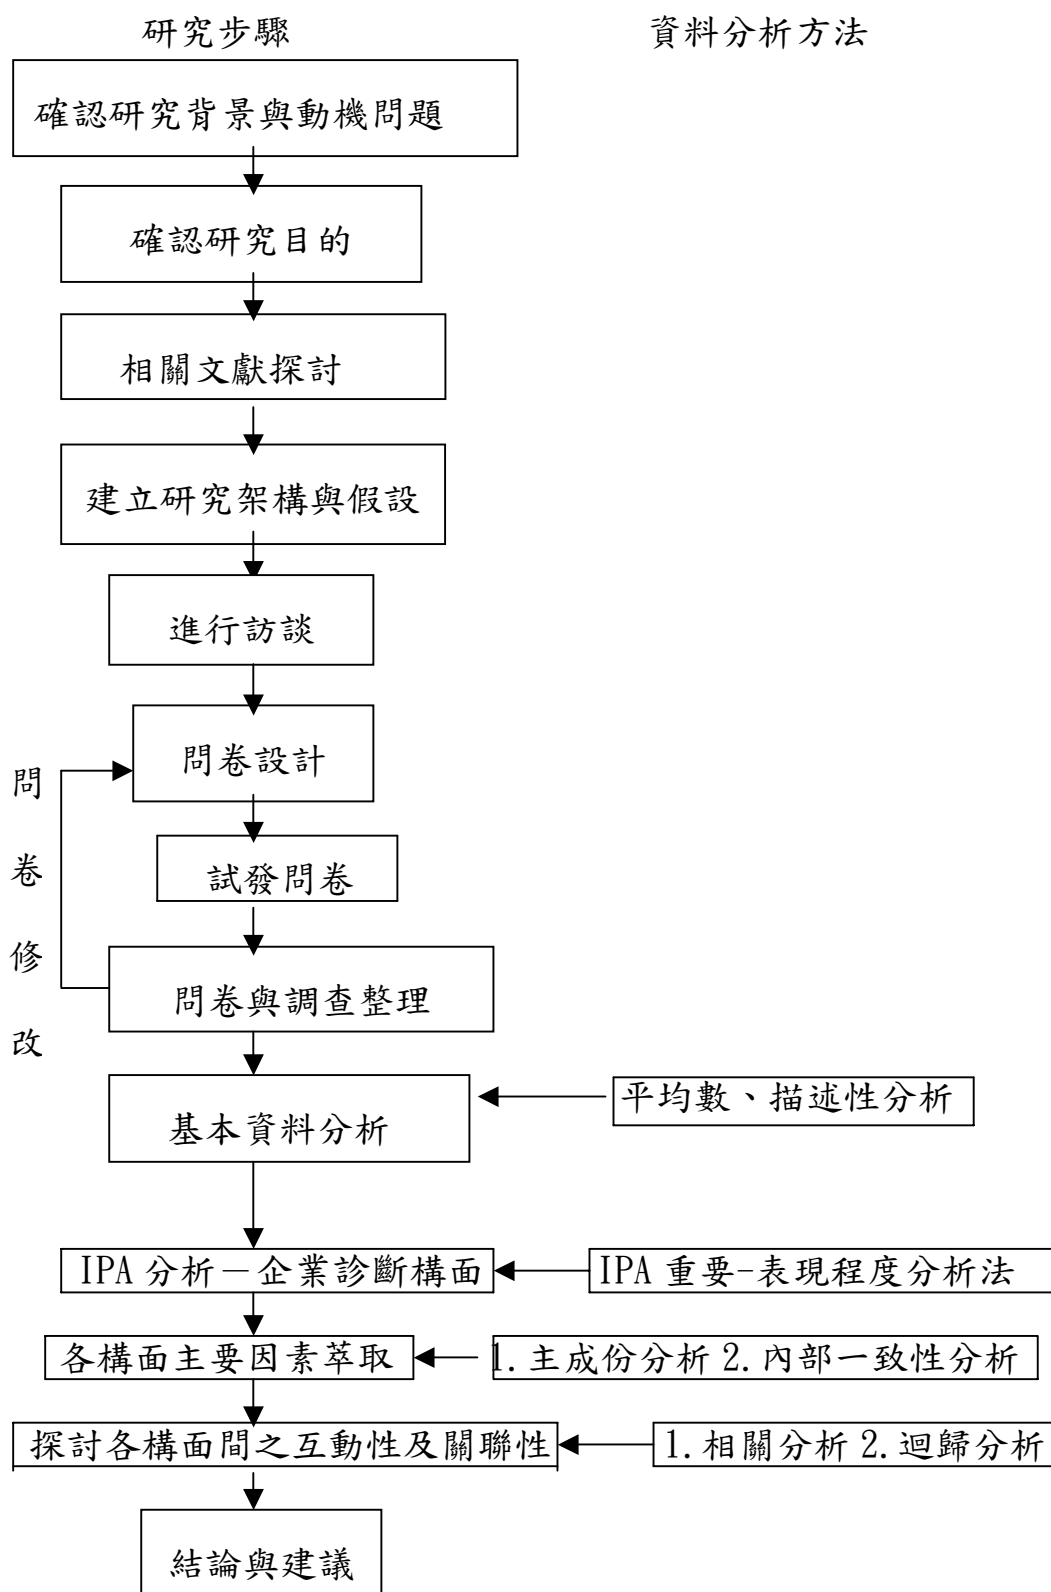 研究步驟 資料分析方法
確認研究背景與動機問題
確認研究目的
相關文獻探討
建立研究架構與假設
進行訪談
問卷設計
試發問卷
問卷與調查整理
問卷修改
基本資料分析
平均數、描述性分析
IPA 分析－企業診斷構面
IPA 重要-表現程度分析法
各構面主要因素萃取
1.主成份分析 2.內部一致性分析
探討各構面間之互動性及關聯性
1.相關分析 2.迴歸分析
結論與建議